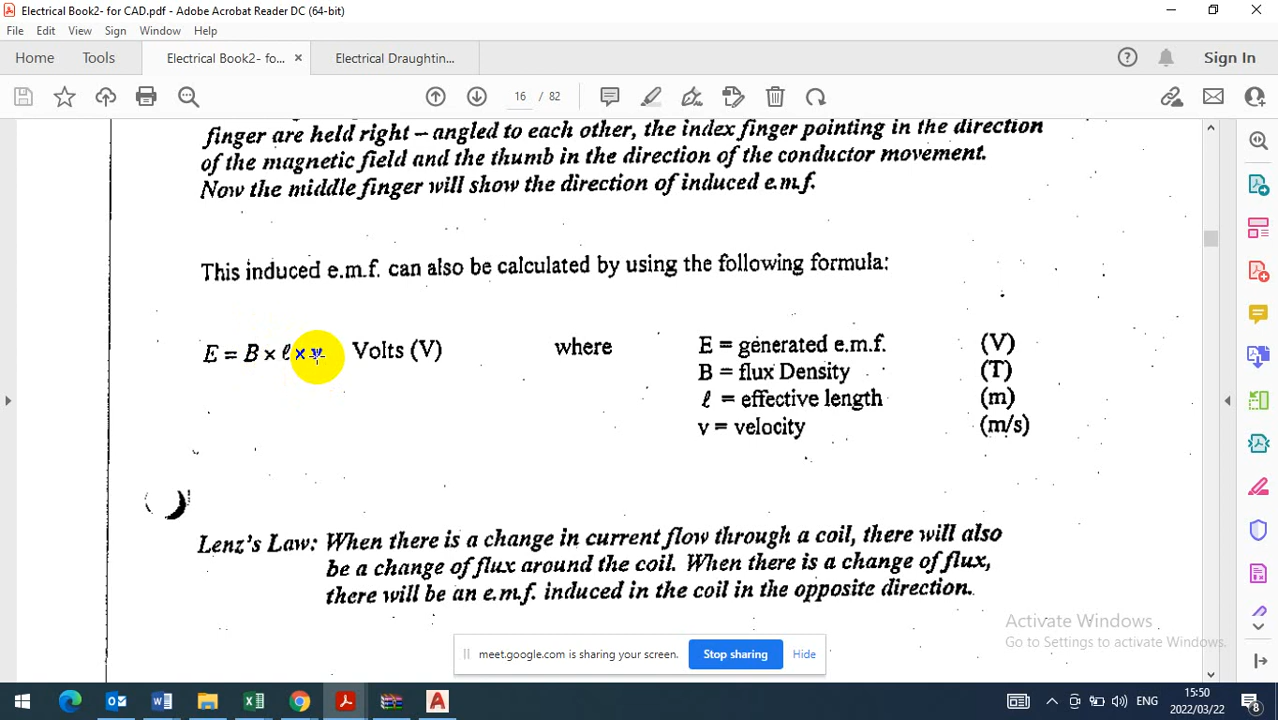 Electrical Book2- for CAD.pdf - Adobe Acrobat Reader DC (64-bit)
File Edit View Sign Window Help
Home Tools Electrical Book2- fo... × Electrical Draughtin... Sign In
16 / 82
finger are held right – angled to each other, the index finger pointing in the direction
of the magnetic field and the thumb in the direction of the conductor movement.
Now the middle finger will show the direction of induced e.m.f.
This induced e.m.f. can also be calculated by using the following formula:
E = B × ℓ × v Volts (V) where E = generated e.m.f. (V)
B = flux Density (T)
ℓ = effective length (m)
v = velocity (m/s)
Lenz's Law: When there is a change in current flow through a coil, there will also
be a change of flux around the coil. When there is a change of flux,
there will be an e.m.f. induced in the coil in the opposite direction.
Activate Windows
Go to Settings to activate Windows.
meet.google.com is sharing your screen. Stop sharing Hide
ENG
15:50
2022/03/22
8